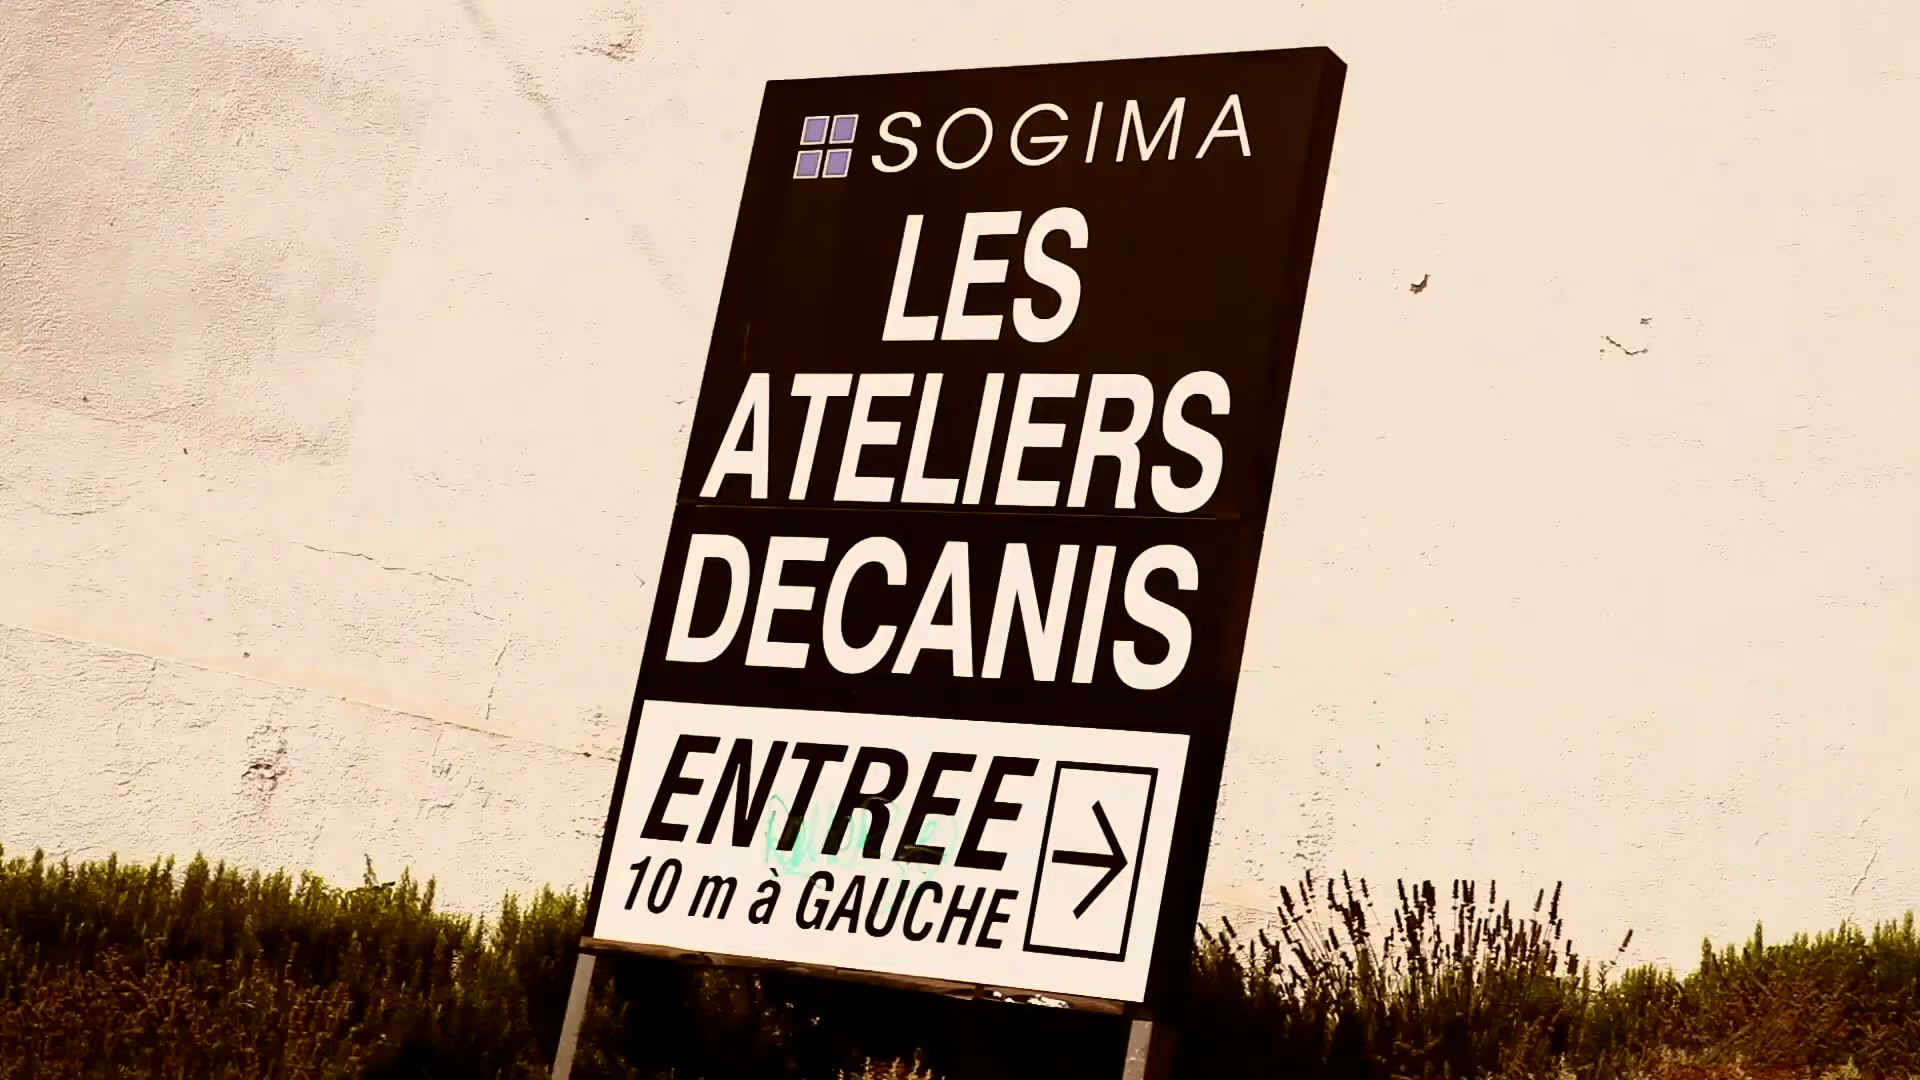 SOGIMA
LES
ATELIERS
DECANIS
ENTREE
10 m à GAUCHE